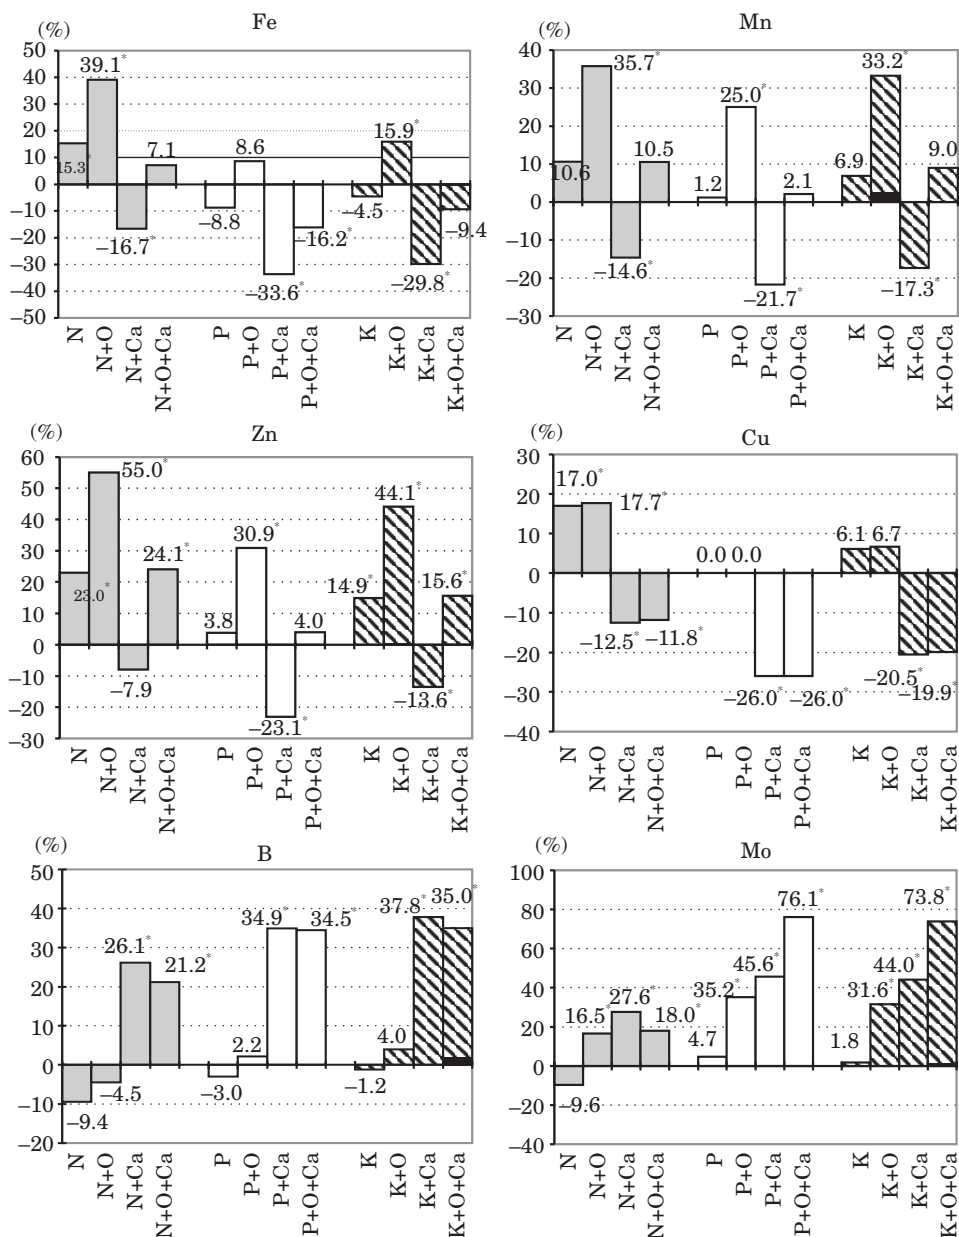 (%) Fe
50
40
30
20
10
0
–10
–20
–30
–40
–50
15.3*
39.1*
–16.7*
7.1
–8.8
8.6
–33.6*
–16.2*
–4.5
15.9*
–29.8*
–9.4
N
N+O
N+Ca
N+O+Ca
P
P+O
P+Ca
P+O+Ca
K
K+O
K+Ca
K+O+Ca
(%) Mn
40
30
20
10
0
–10
–20
–30
10.6
35.7*
–14.6*
10.5
1.2
25.0*
–21.7*
2.1
6.9
33.2*
–17.3*
9.0
N
N+O
N+Ca
N+O+Ca
P
P+O
P+Ca
P+O+Ca
K
K+O
K+Ca
K+O+Ca
(%) Zn
60
50
40
30
20
10
0
–10
–20
–30
23.0*
55.0*
–7.9
24.1*
3.8
30.9*
–23.1*
4.0
14.9*
44.1*
–13.6*
15.6*
N
N+O
N+Ca
N+O+Ca
P
P+O
P+Ca
P+O+Ca
K
K+O
K+Ca
K+O+Ca
(%) Cu
30
20
10
0
–10
–20
–30
–40
17.0*
17.7*
–12.5*
–11.8*
0.0
0.0
–26.0*
–26.0*
6.1
6.7
–20.5*
–19.9*
N
N+O
N+Ca
N+O+Ca
P
P+O
P+Ca
P+O+Ca
K
K+O
K+Ca
K+O+Ca
(%) B
50
40
30
20
10
0
–10
–20
–9.4
–4.5
26.1*
21.2*
–3.0
2.2
34.9*
34.5*
–1.2
4.0
37.8*
35.0*
N
N+O
N+Ca
N+O+Ca
P
P+O
P+Ca
P+O+Ca
K
K+O
K+Ca
K+O+Ca
(%) Mo
100
80
60
40
20
0
–20
–40
–9.6
16.5*
27.6*
18.0*
4.7
35.2*
45.6*
76.1*
1.8
31.6*
44.0*
73.8*
N
N+O
N+Ca
N+O+Ca
P
P+O
P+Ca
P+O+Ca
K
K+O
K+Ca
K+O+Ca